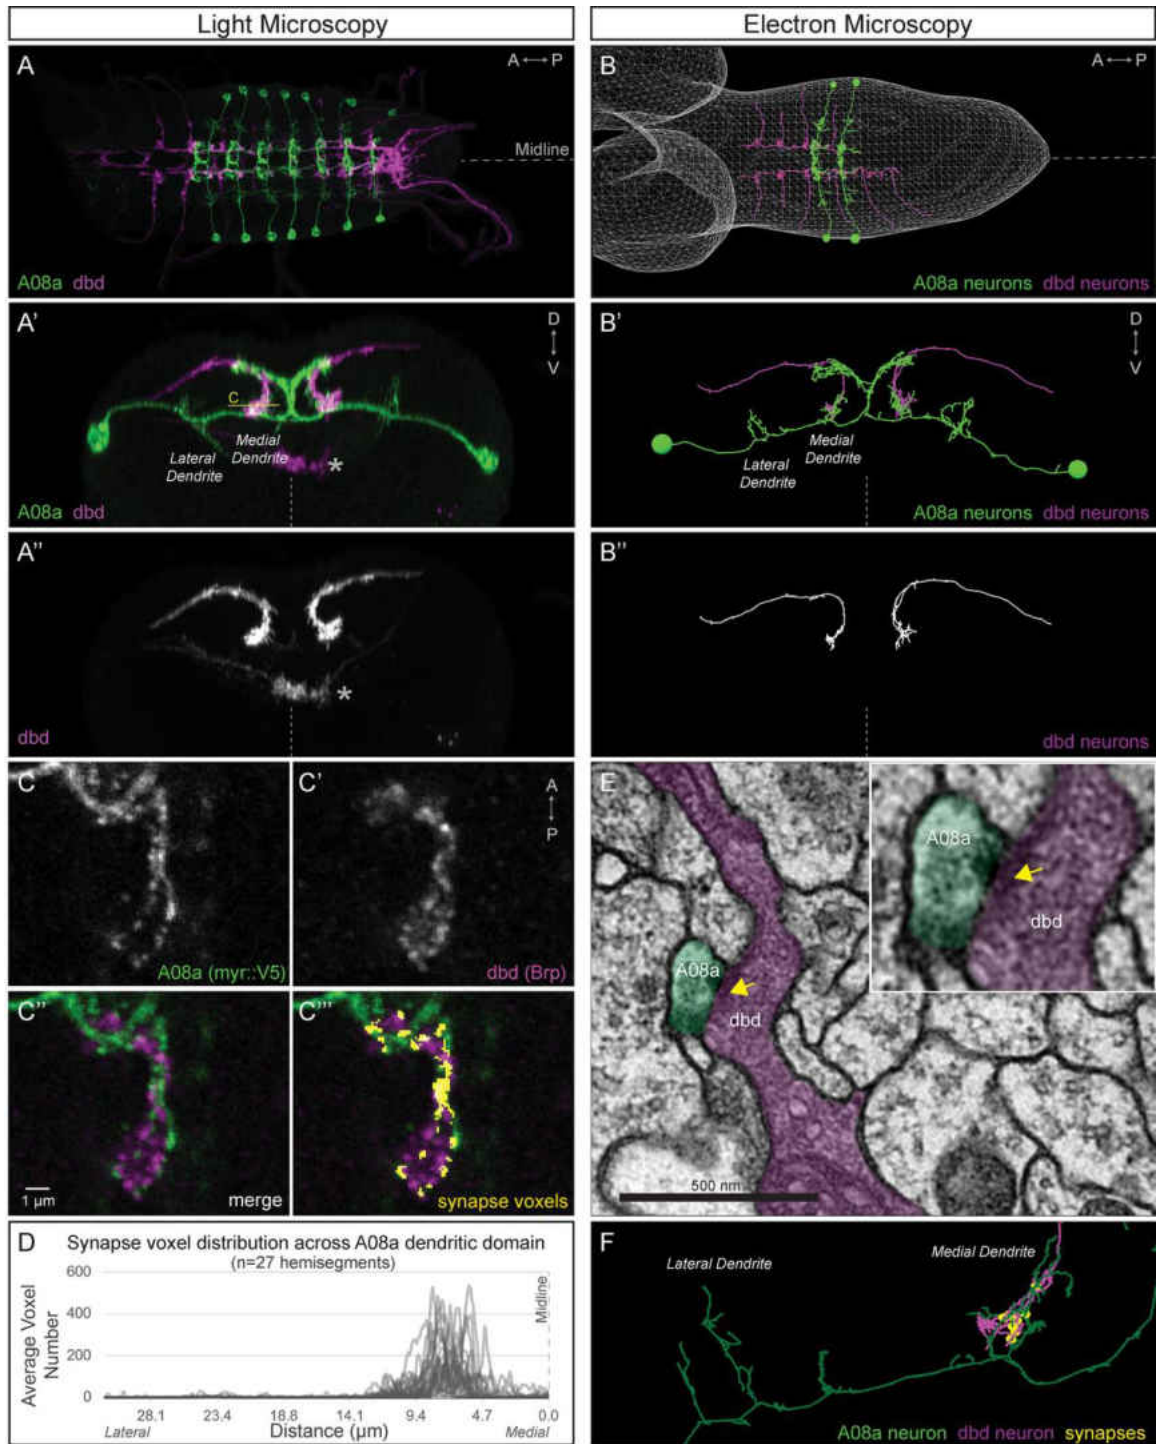 Light Microscopy
Electron Microscopy
A
A ⟷ P
Midline
A08a dbd
B
A ⟷ P
A08a neurons dbd neurons
A'
D
V
C
Lateral
Dendrite
Medial
Dendrite
*
A08a dbd
B'
D
V
Medial
Dendrite
Lateral
Dendrite
A08a neurons dbd neurons
A''
*
dbd
B''
dbd neurons
C
A08a (myr::V5)
C'
A
P
dbd (Brp)
C''
1 µm
merge
C'''
synapse voxels
E
A08a
dbd
500 nm
A08a
dbd
D
Synapse voxel distribution across A08a dendritic domain
(n=27 hemisegments)
Average Voxel
Number
600
400
200
0
Midline
28.1 23.4 18.8 14.1 9.4 4.7 0.0
Lateral Distance (µm) Medial
F
Lateral Dendrite
Medial Dendrite
A08a neuron dbd neuron synapses